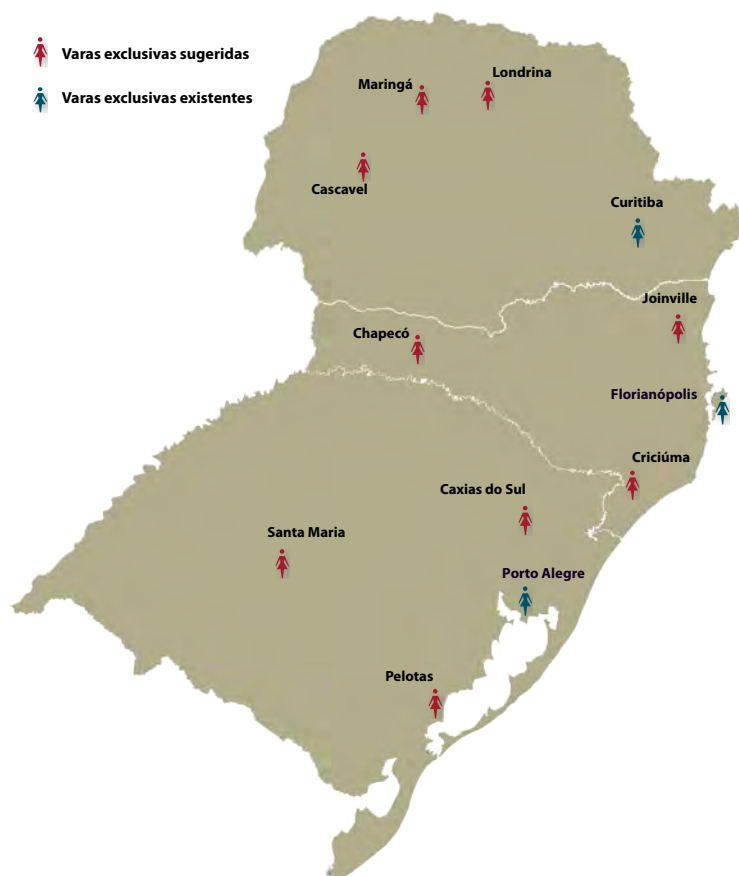 Varas exclusivas sugeridas
Varas exclusivas existentes
Maringá
Londrina
Cascavel
Curitiba
Joinville
Chapecó
Florianópolis
Criciúma
Caxias do Sul
Santa Maria
Porto Alegre
Pelotas